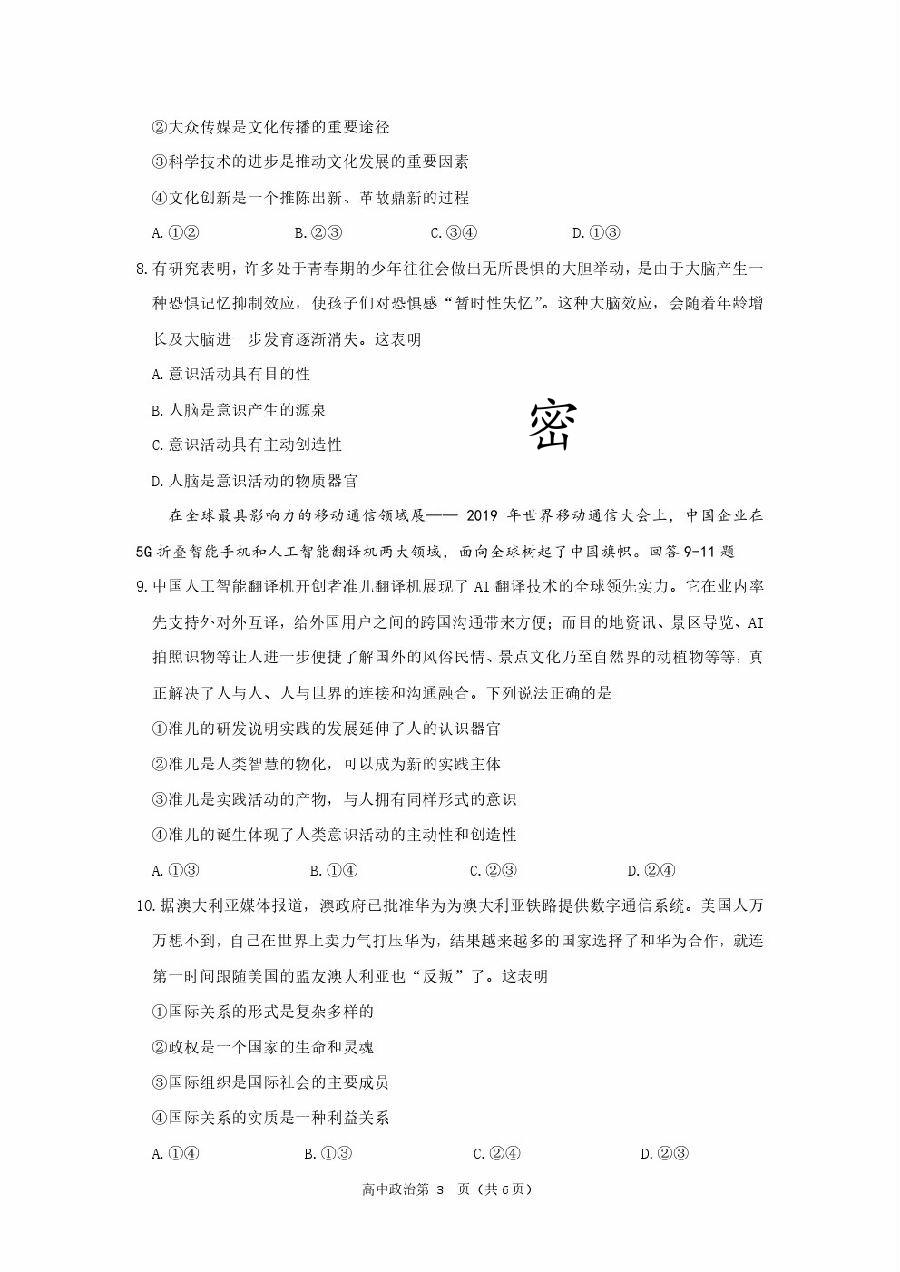 ②大众传媒是文化传播的重要途径
③科学技术的进步是推动文化发展的重要因素
④文化创新是一个推陈出新、革故鼎新的过程
A.①② B.②③ C.③④ D.①③
8.有研究表明，许多处于青春期的少年往往会做出无所畏惧的大胆举动，是由于大脑产生一
种恐惧记忆抑制效应，使孩子们对恐惧感“暂时性失忆”。这种大脑效应，会随着年龄增
长及大脑进 步发育逐渐消失。这表明
A.意识活动具有目的性
B.人脑是意识产生的源泉
C.意识活动具有主动创造性
D.人脑是意识活动的物质器官
密
在全球最具影响力的移动通信领域展—— 2019 年世界移动通信大会上，中国企业在
5G 折叠智能手机和人工智能翻译机两大领域，面向全球树起了中国旗帜。回答 9-11 题
9.中国人工智能翻译机开创者准儿翻译机展现了 AI 翻译技术的全球领先实力。它在业内率
先支持外对外互译，给外国用户之间的跨国沟通带来方便；而目的地资讯、景区导览、AI
拍照识物等让人进一步便捷了解国外的风俗民情、景点文化乃至自然界的动植物等等，真
正解决了人与人、人与世界的连接和沟通融合。下列说法正确的是
①准儿的研发说明实践的发展延伸了人的认识器官
②准儿是人类智慧的物化，可以成为新的实践主体
③准儿是实践活动的产物，与人拥有同样形式的意识
④准儿的诞生体现了人类意识活动的主动性和创造性
A.①③ B.①④ C.②③ D.②④
10.据澳大利亚媒体报道，澳政府已批准华为为澳大利亚铁路提供数字通信系统。美国人万
万想不到，自己在世界上卖力气打压华为，结果越来越多的国家选择了和华为合作，就连
第一时间跟随美国的盟友澳大利亚也“反叛”了。这表明
①国际关系的形式是复杂多样的
②政权是一个国家的生命和灵魂
③国际组织是国际社会的主要成员
④国际关系的实质是一种利益关系
A.①④ B.①③ C.②④ D.②③
高中政治第 3 页（共 6 页）